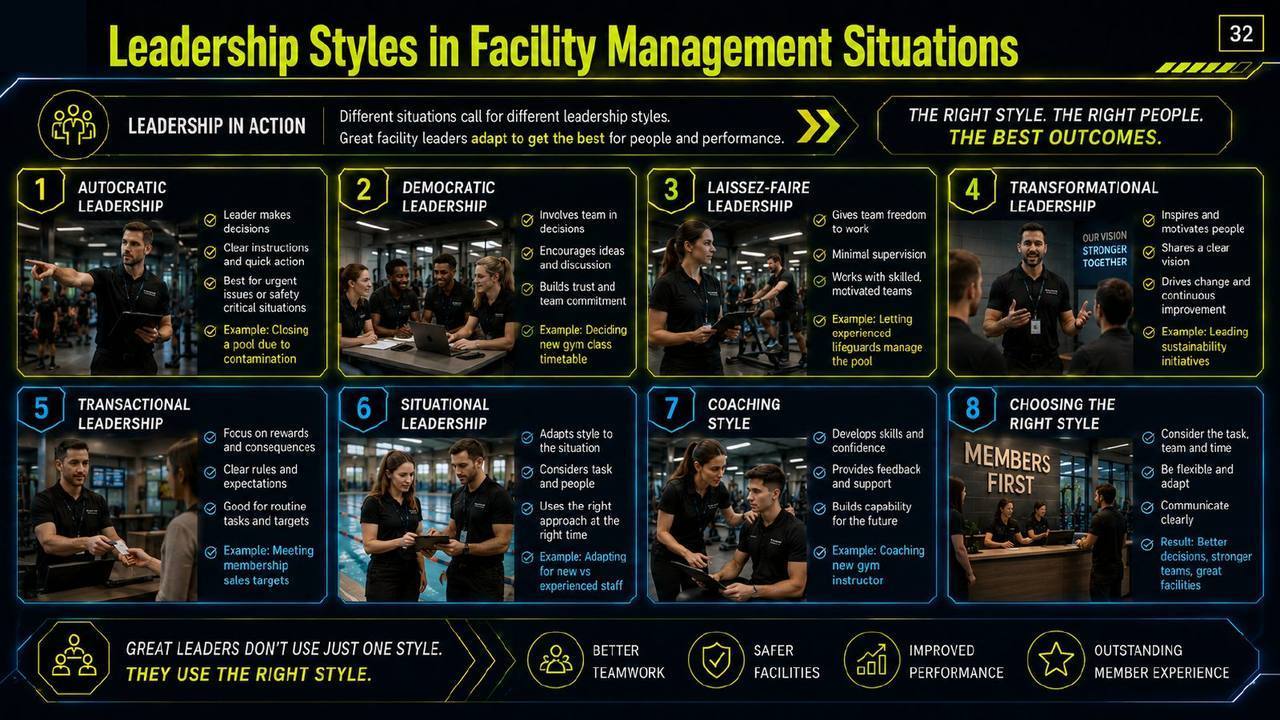 Leadership Styles in Facility Management Situations
32
LEADERSHIP IN ACTION
Different situations call for different leadership styles.
Great facility leaders adapt to get the best for people and performance.
THE RIGHT STYLE. THE RIGHT PEOPLE.
THE BEST OUTCOMES.
1
AUTOCRATIC
LEADERSHIP
Leader makes
decisions
Clear instructions
and quick action
Best for urgent
issues or safety
critical situations
Example: Closing
a pool due to
contamination
2
DEMOCRATIC
LEADERSHIP
Involves team in
decisions
Encourages ideas
and discussion
Builds trust and
team commitment
Example: Deciding
new gym class
timetable
3
LAISSEZ-FAIRE
LEADERSHIP
Gives team freedom
to work
Minimal supervision
Works with skilled,
motivated teams
Example: Letting
experienced
lifeguards manage
the pool
4
TRANSFORMATIONAL
LEADERSHIP
OUR VISION
STRONGER
TOGETHER
Inspires and
motivates people
Shares a clear
vision
Drives change and
continuous
improvement
Example: Leading
sustainability
initiatives
5
TRANSACTIONAL
LEADERSHIP
Focus on rewards
and consequences
Clear rules and
expectations
Good for routine
tasks and targets
Example: Meeting
membership
sales targets
6
SITUATIONAL
LEADERSHIP
Adapts style to
the situation
Considers task
and people
Uses the right
approach at the
right time
Example: Adapting
for new vs
experienced staff
7
COACHING
STYLE
Develops skills and
confidence
Provides feedback
and support
Builds capability
for the future
Example: Coaching
new gym
instructor
8
CHOOSING THE
RIGHT STYLE
MEMBERS
FIRST
Consider the task,
team and time
Be flexible and
adapt
Communicate
clearly
Result: Better
decisions, stronger
teams, great
facilities
GREAT LEADERS DON'T USE JUST ONE STYLE.
THEY USE THE RIGHT STYLE.
BETTER
TEAMWORK
SAFER
FACILITIES
IMPROVED
PERFORMANCE
OUTSTANDING
MEMBER EXPERIENCE